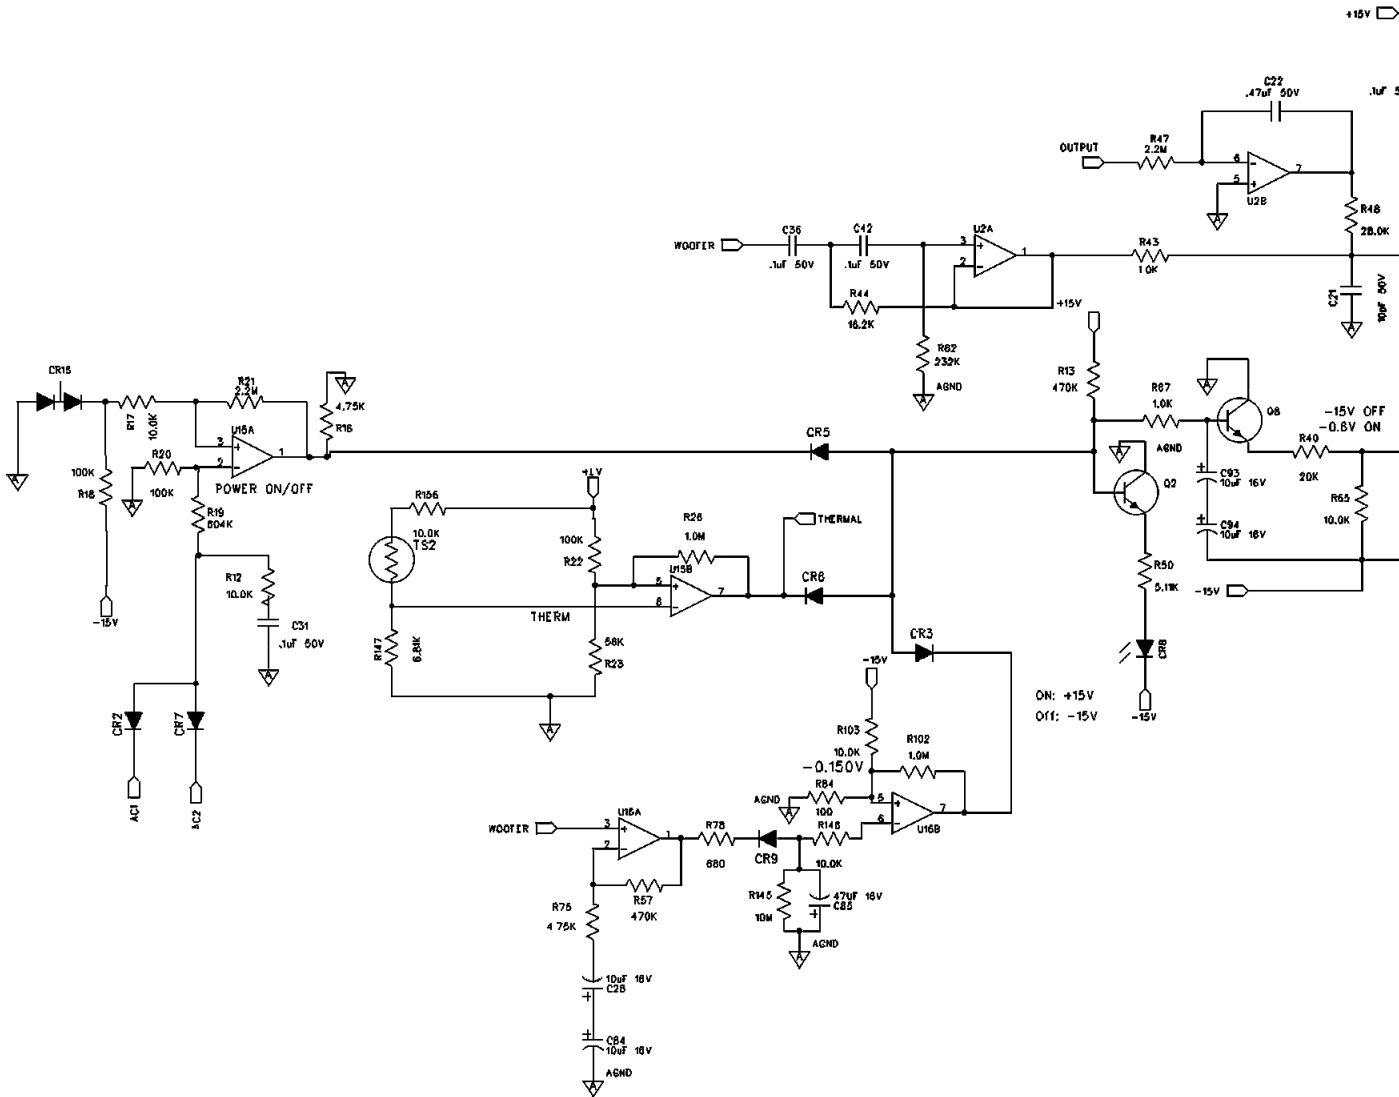 +15V
C22
.47uF 50V
.1uF 5
R47
2.2M
OUTPUT
6
5
7
U2B
R48
28.0K
C36
.1uF 50V
C42
.1uF 50V
WOOFER
U2A
3
2
1
R43
10K
R44
16.2K
+15V
C21
10pF 50V
R62
232K
AGND
R13
470K
CR15
R21
2.2M
4.75K
R16
R17
10.0K
U15A
3
2
1
R67
1.0K
Q8
-15V OFF
-0.6V ON
CR5
AGND
R40
20K
R20
100K
100K
R18
POWER ON/OFF
+1V
C93
10uF 16V
Q2
R65
10.0K
R19
604K
R156
10.0K
TS2
R26
1.0M
THERMAL
C94
10uF 16V
100K
R22
U15B
5
6
7
CR6
R50
5.11K
-15V
R12
10.0K
C31
.1uF 50V
-15V
THERM
R147
6.81K
56K
R23
CR3
CR8
-15V
-15V
ON: +15V
Off: -15V
CR2
CR7
R103
10.0K
R102
1.0M
-0.150V
AC1
AC2
AGND
R84
100
5
6
7
U16B
WOOFER
U16A
3
2
1
R78
680
CR9
R146
10.0K
R57
470K
R75
4.75K
R145
10M
47UF 16V
C85
AGND
10uF 16V
C28
C84
10uF 16V
AGND